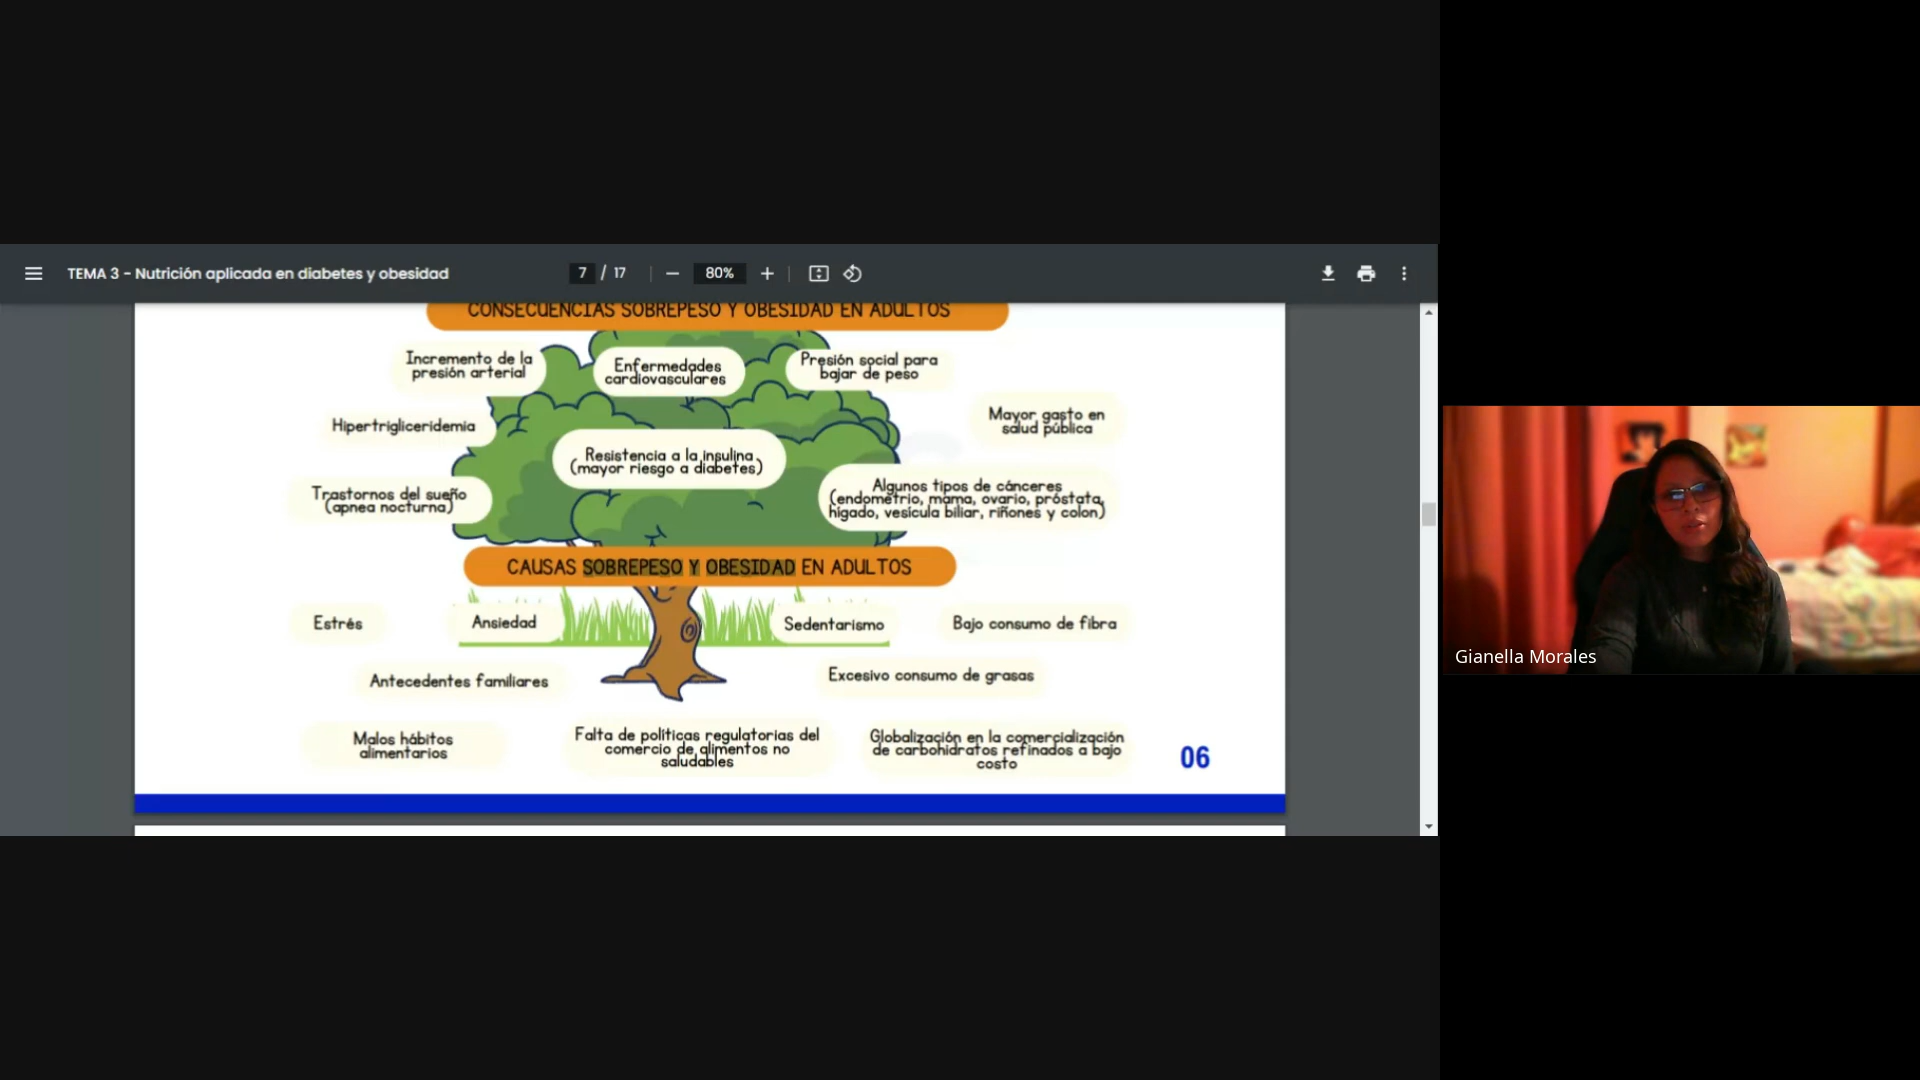 TEMA 3 - Nutrición aplicada en diabetes y obesidad
7 / 17
80%
CONSECUENCIAS SOBREPESO Y OBESIDAD EN ADULTOS
Incremento de la
presión arterial
Enfermedades
cardiovasculares
Presión social para
bajar de peso
Hipertrigliceridemia
Mayor gasto en
salud pública
Resistencia a la insulina
(mayor riesgo a diabetes)
Trastornos del sueño
(apnea nocturna)
Algunos tipos de cánceres
(endometrio, mama, ovario, próstata,
hígado, vesícula biliar, riñones y colon)
CAUSAS SOBREPESO Y OBESIDAD EN ADULTOS
Estrés
Ansiedad
Sedentarismo
Bajo consumo de fibra
Antecedentes familiares
Excesivo consumo de grasas
Malos hábitos
alimentarios
Falta de políticas regulatorias del
comercio de alimentos no
saludables
Globalización en la comercialización
de carbohidratos refinados a bajo
costo
06
Gianella Morales